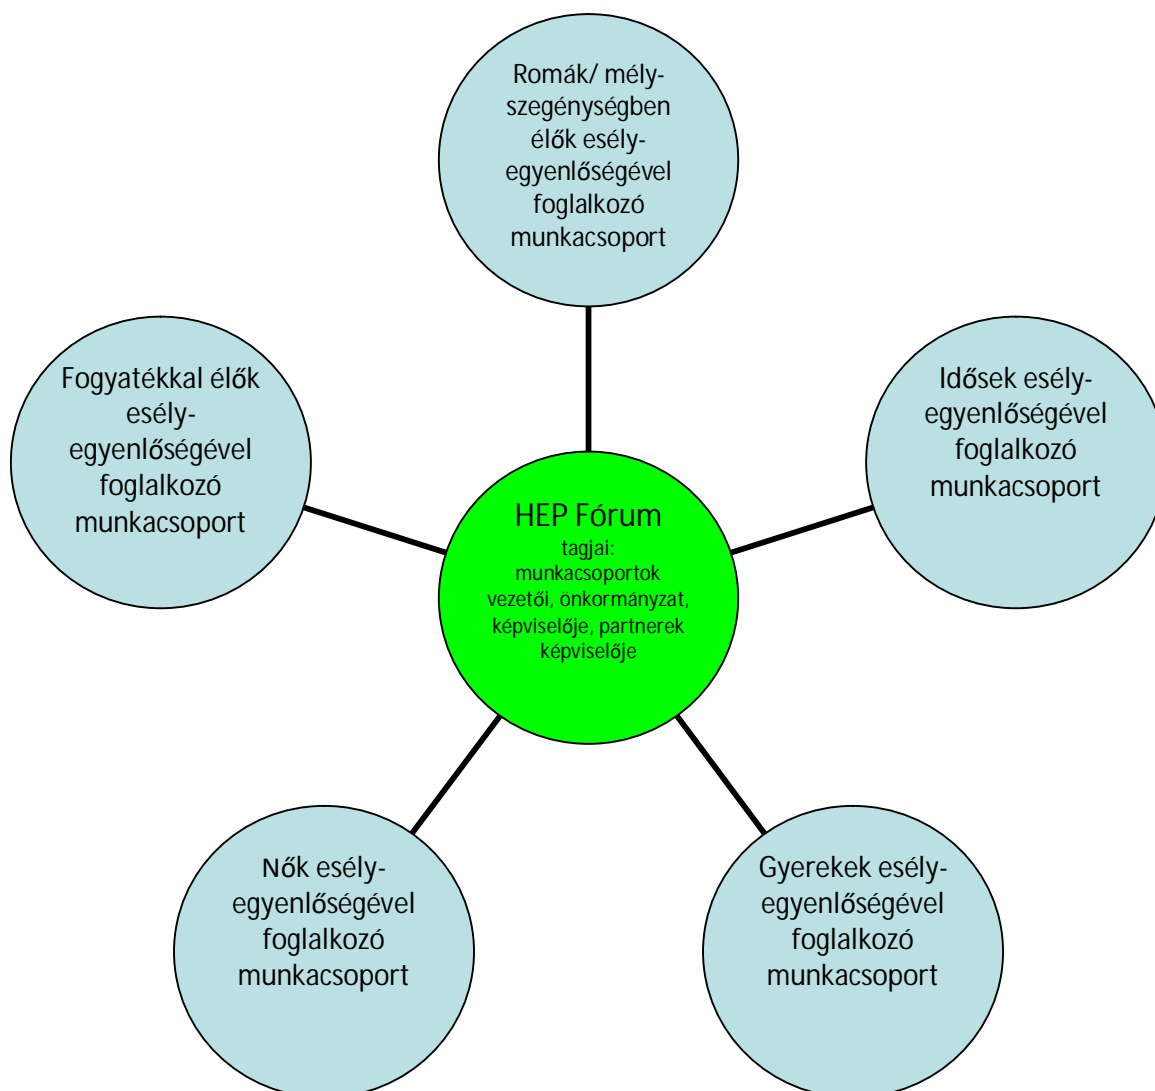 Romák/ mély-
szegénységben
élők esély-
egyenlőségével
foglalkozó
munkacsoport
Fogyatékkal élők
esély-
egyenlőségével
foglalkozó
munkacsoport
Idősek esély-
egyenlőségével
foglalkozó
munkacsoport
HEP Fórum
tagjai:
munkacsoportok
vezetői, önkormányzat,
képviselője, partnerek
képviselője
Nők esély-
egyenlőségével
foglalkozó
munkacsoport
Gyerekek esély-
egyenlőségével
foglalkozó
munkacsoport